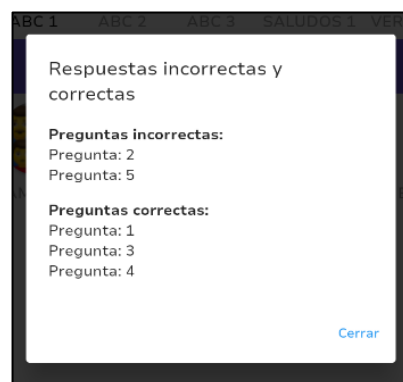 ABC 1 ABC 2 ABC 3 SALUDOS 1 VER
Respuestas incorrectas y
correctas
Preguntas incorrectas:
Pregunta: 2
Pregunta: 5
Preguntas correctas:
Pregunta: 1
Pregunta: 3
Pregunta: 4
Cerrar